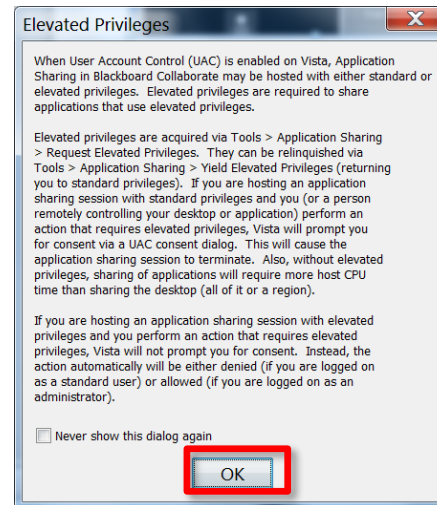 Elevated Privileges
When User Account Control (UAC) is enabled on Vista, Application
Sharing in Blackboard Collaborate may be hosted with either standard or
elevated privileges. Elevated privileges are required to share
applications that use elevated privileges.
Elevated privileges are acquired via Tools > Application Sharing
> Request Elevated Privileges. They can be relinquished via
Tools > Application Sharing > Yield Elevated Privileges (returning
you to standard privileges). If you are hosting an application
sharing session with standard privileges and you (or a person
remotely controlling your desktop or application) perform an
action that requires elevated privileges, Vista will prompt you
for consent via a UAC consent dialog. This will cause the
application sharing session to terminate. Also, without elevated
privileges, sharing of applications will require more host CPU
time than sharing the desktop (all of it or a region).
If you are hosting an application sharing session with elevated
privileges and you perform an action that requires elevated
privileges, Vista will not prompt you for consent. Instead, the
action automatically will be either denied (if you are logged on
as a standard user) or allowed (if you are logged on as an
administrator).
Never show this dialog again
OK